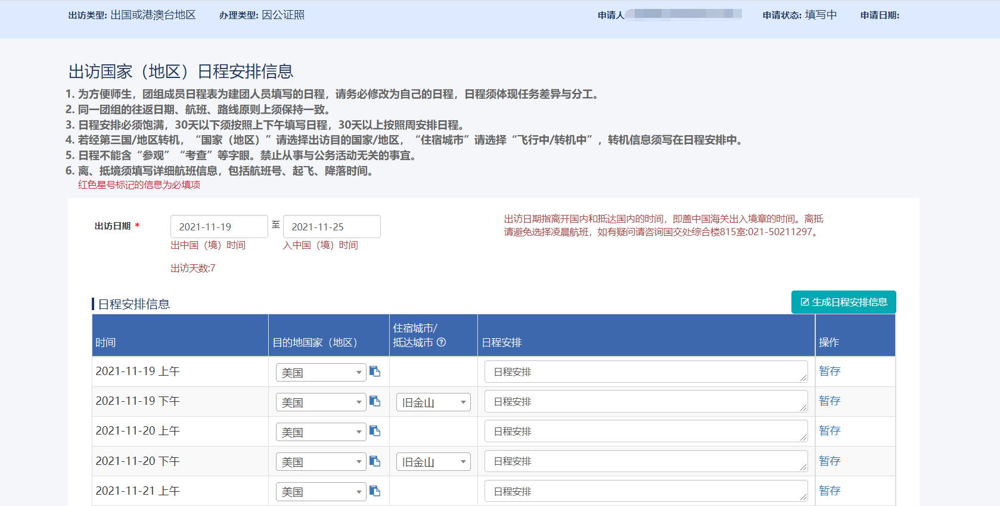 出访类型: 出国或港澳台地区 办理类型: 因公证照 申请人 申请状态: 填写中 申请日期:
出访国家（地区）日程安排信息
1. 为方便师生，团组成员日程表为建团人员填写的日程，请务必修改为自己的日程，日程须体现任务差异与分工。
2. 同一团组的往返日期、航班、路线原则上须保持一致。
3. 日程安排必须饱满，30天以下须按照上下午填写日程，30天以上按照周安排日程。
4. 若经第三国/地区转机，“国家（地区）”请选择出访目的国家/地区，“住宿城市”请选择“飞行中/转机中”，转机信息须写在日程安排中。
5. 日程不能含“参观”“考查”等字眼。禁止从事与公务活动无关的事宜。
6. 离、抵境须填写详细航班信息，包括航班号、起飞、降落时间。
红色星号标记的信息为必填项
出访日期 * 2021-11-19 至 2021-11-25
出中国（境）时间 入中国（境）时间
出访天数:7
出访日期指离开国内和抵达国内的时间，即盖中国海关出入境章的时间。离抵
请避免选择凌晨航班，如有疑问请咨询国交处综合楼815室:021-50211297。
日程安排信息 生成日程安排信息
时间 目的地国家（地区） 住宿城市/
抵达城市 日程安排 操作
2021-11-19 上午 美国 日程安排 暂存
2021-11-19 下午 美国 旧金山 日程安排 暂存
2021-11-20 上午 美国 日程安排 暂存
2021-11-20 下午 美国 旧金山 日程安排 暂存
2021-11-21 上午 美国 日程安排 暂存